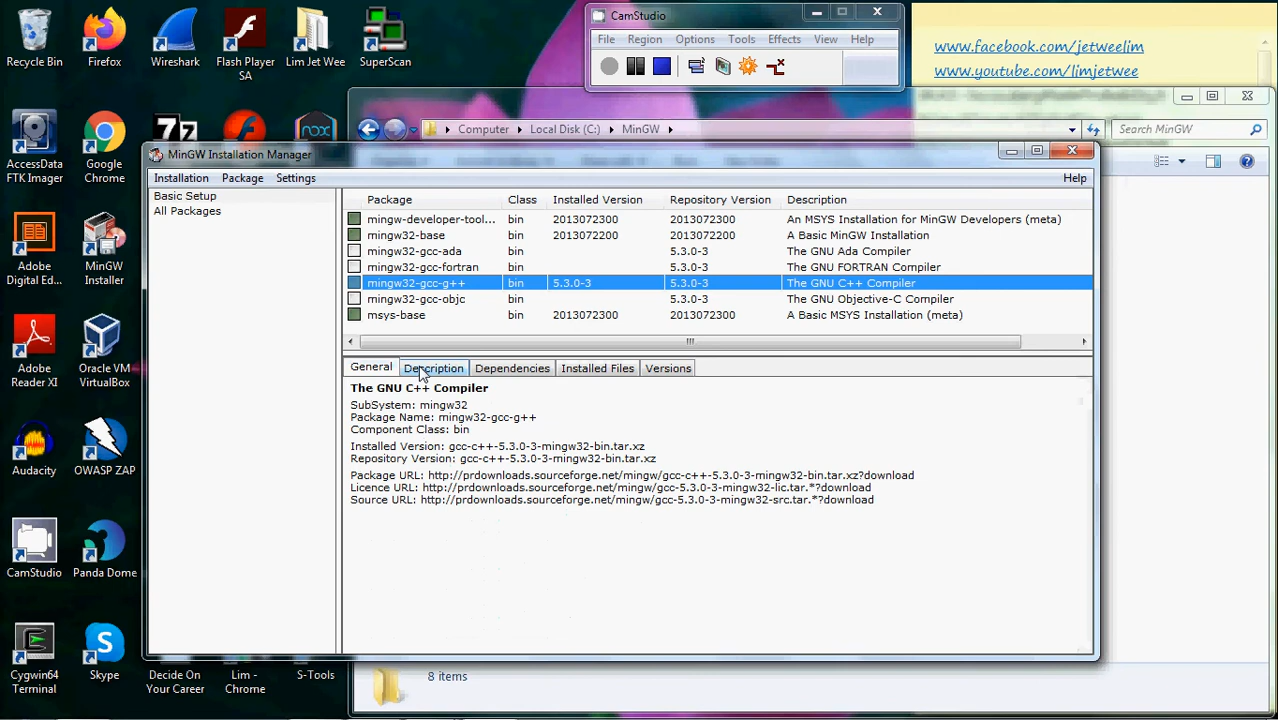 Recycle Bin
Firefox
Wireshark
Flash Player
SA
Lim Jet Wee
SuperScan
CamStudio
File Region Options Tools Effects View Help
www.facebook.com/jetweelim
www.youtube.com/limjetwee
Computer Local Disk (C:) MinGW
Search MinGW
AccessData
FTK Imager
Google
Chrome
7z
nox
MinGW Installation Manager
Installation Package Settings Help
Basic Setup
All Packages
Package Class Installed Version Repository Version Description
mingw-developer-tool... bin 2013072300 2013072300 An MSYS Installation for MinGW Developers (meta)
mingw32-base bin 2013072200 2013072200 A Basic MinGW Installation
mingw32-gcc-ada bin 5.3.0-3 The GNU Ada Compiler
mingw32-gcc-fortran bin 5.3.0-3 The GNU FORTRAN Compiler
mingw32-gcc-g++ bin 5.3.0-3 5.3.0-3 The GNU C++ Compiler
mingw32-gcc-objc bin 5.3.0-3 The GNU Objective-C Compiler
msys-base bin 2013072300 2013072300 A Basic MSYS Installation (meta)
General Description Dependencies Installed Files Versions
The GNU C++ Compiler
SubSystem: mingw32
Package Name: mingw32-gcc-g++
Component Class: bin
Installed Version: gcc-c++-5.3.0-3-mingw32-bin.tar.xz
Repository Version: gcc-c++-5.3.0-3-mingw32-bin.tar.xz
Package URL: http://prdownloads.sourceforge.net/mingw/gcc-c++-5.3.0-3-mingw32-bin.tar.xz?download
Licence URL: http://prdownloads.sourceforge.net/mingw/gcc-5.3.0-3-mingw32-lic.tar.*?download
Source URL: http://prdownloads.sourceforge.net/mingw/gcc-5.3.0-3-mingw32-src.tar.*?download
Adobe
Digital Ed...
MinGW
Installer
Adobe
Reader XI
Oracle VM
VirtualBox
Audacity
OWASP ZAP
CamStudio
Panda Dome
Cygwin64
Terminal
Skype
Decide On
Your Career
Lim -
Chrome
S-Tools
8 items